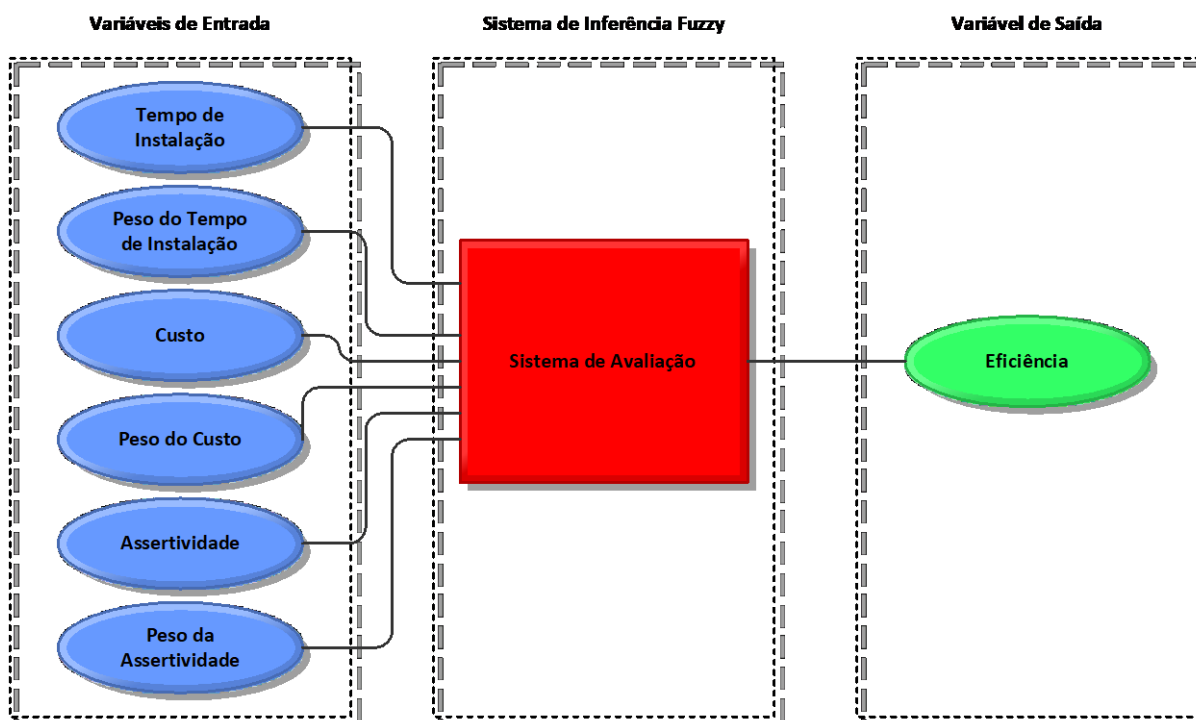 Variáveis de Entrada
Sistema de Inferência Fuzzy
Variável de Saída
Tempo de
Instalação
Peso do Tempo
de Instalação
Custo
Peso do Custo
Assertividade
Peso da
Assertividade
Sistema de Avaliação
Eficiência